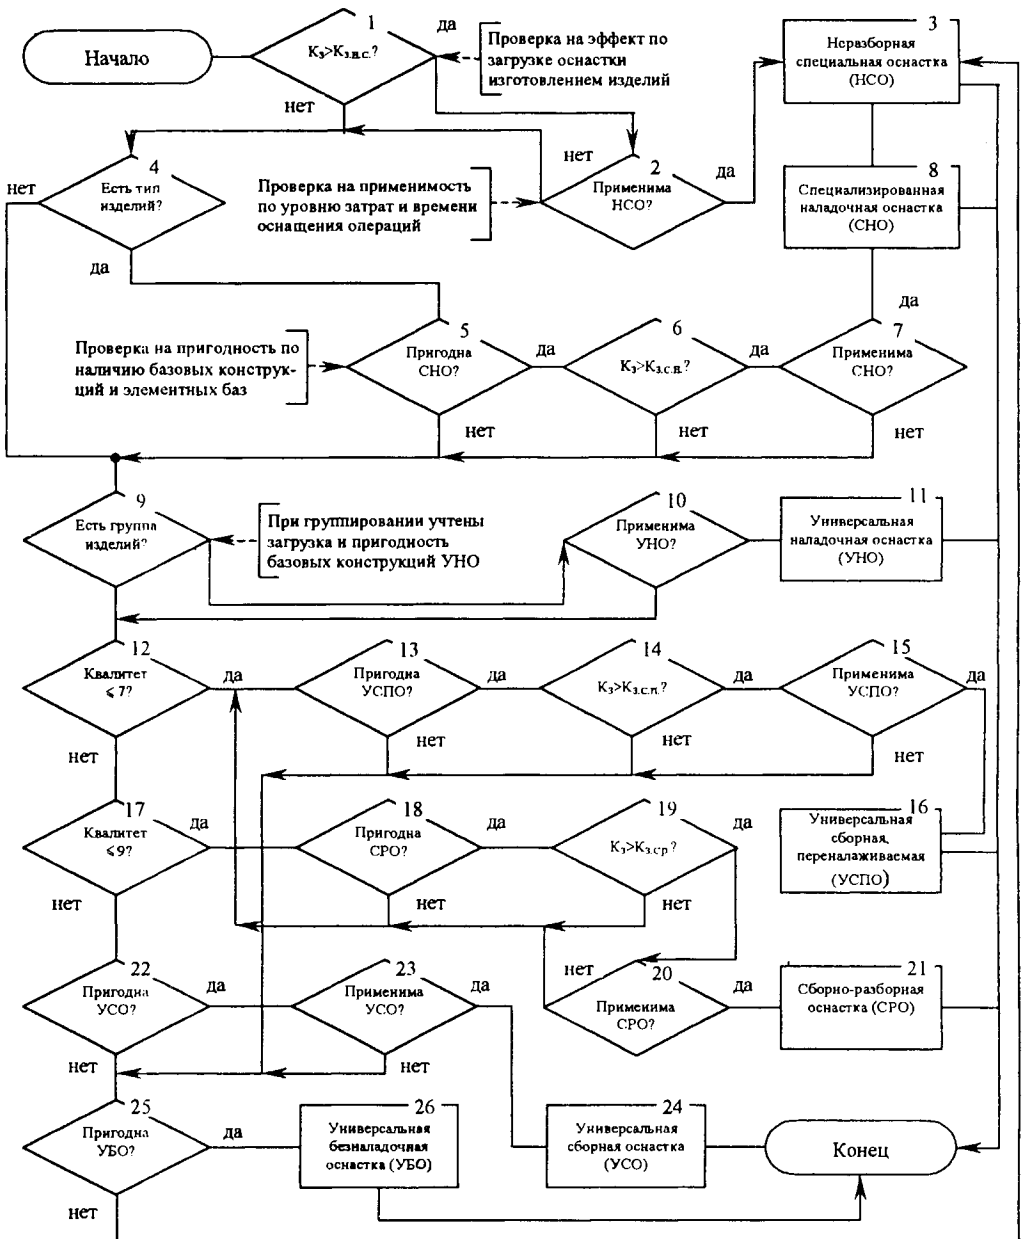 Начало
1
Кз>Кз.в.с.?
да
нет
Проверка на эффект по
загрузке оснастки
изготовлением изделий
3
Неразборная
специальная оснастка
(НСО)
4
Есть тип
изделий?
нет
да
Проверка на применимость
по уровню затрат и времени
оснащения операций
нет
2
Применима
НСО?
да
8
Специализированная
наладочная оснастка
(СНО)
да
Проверка на пригодность по
наличию базовых конструк-
ций и элементных баз
5
Пригодна
СНО?
да
нет
6
Кз>Кз.с.н.?
да
нет
7
Применима
СНО?
нет
9
Есть группа
изделий?
При группировании учтены
загрузка и пригодность
базовых конструкций УНО
10
Применима
УНО?
11
Универсальная
наладочная оснастка
(УНО)
12
Квалитет
⩽7?
да
нет
13
Пригодна
УСПО?
да
нет
14
Кз>Кз.с.п.?
да
нет
15
Применима
УСПО?
да
нет
16
Универсальная
сборная,
переналаживаемая
(УСПО)
17
Квалитет
⩽9?
да
нет
18
Пригодна
СРО?
да
нет
19
Кз>Кз.ср.?
да
нет
нет
20
Применима
СРО?
да
21
Сборно-разборная
оснастка (СРО)
22
Пригодна
УСО?
да
нет
23
Применима
УСО?
да
нет
25
Пригодна
УБО?
да
нет
26
Универсальная
безналадочная
оснастка (УБО)
24
Универсальная
сборная оснастка
(УСО)
Конец